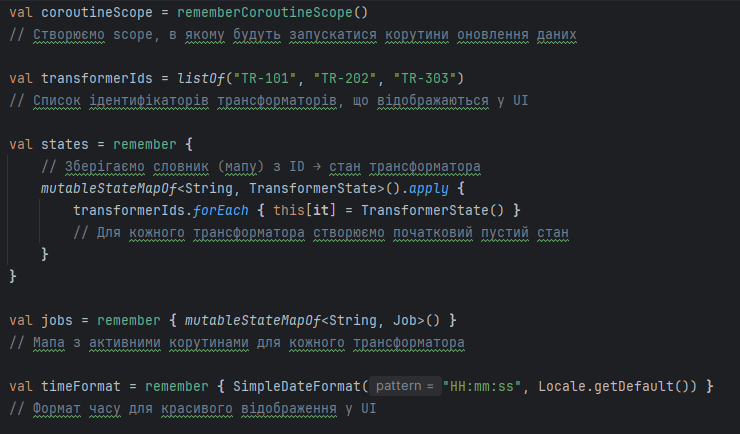 val coroutineScope = rememberCoroutineScope()
// Створюємо scope, в якому будуть запускатися корутини оновлення даних
val transformerIds = listOf("TR-101", "TR-202", "TR-303")
// Список ідентифікаторів трансформаторів, що відображаються у UI
val states = remember {
// Зберігаємо словник (мапу) з ID → стан трансформатора
mutableStateMapOf<String, TransformerState>().apply {
transformerIds.forEach { this[it] = TransformerState() }
// Для кожного трансформатора створюємо початковий пустий стан
}
}
val jobs = remember { mutableStateMapOf<String, Job>() }
// Мапа з активними корутинами для кожного трансформатора
val timeFormat = remember { SimpleDateFormat( pattern = "HH:mm:ss", Locale.getDefault()) }
// Формат часу для красивого відображення у UI